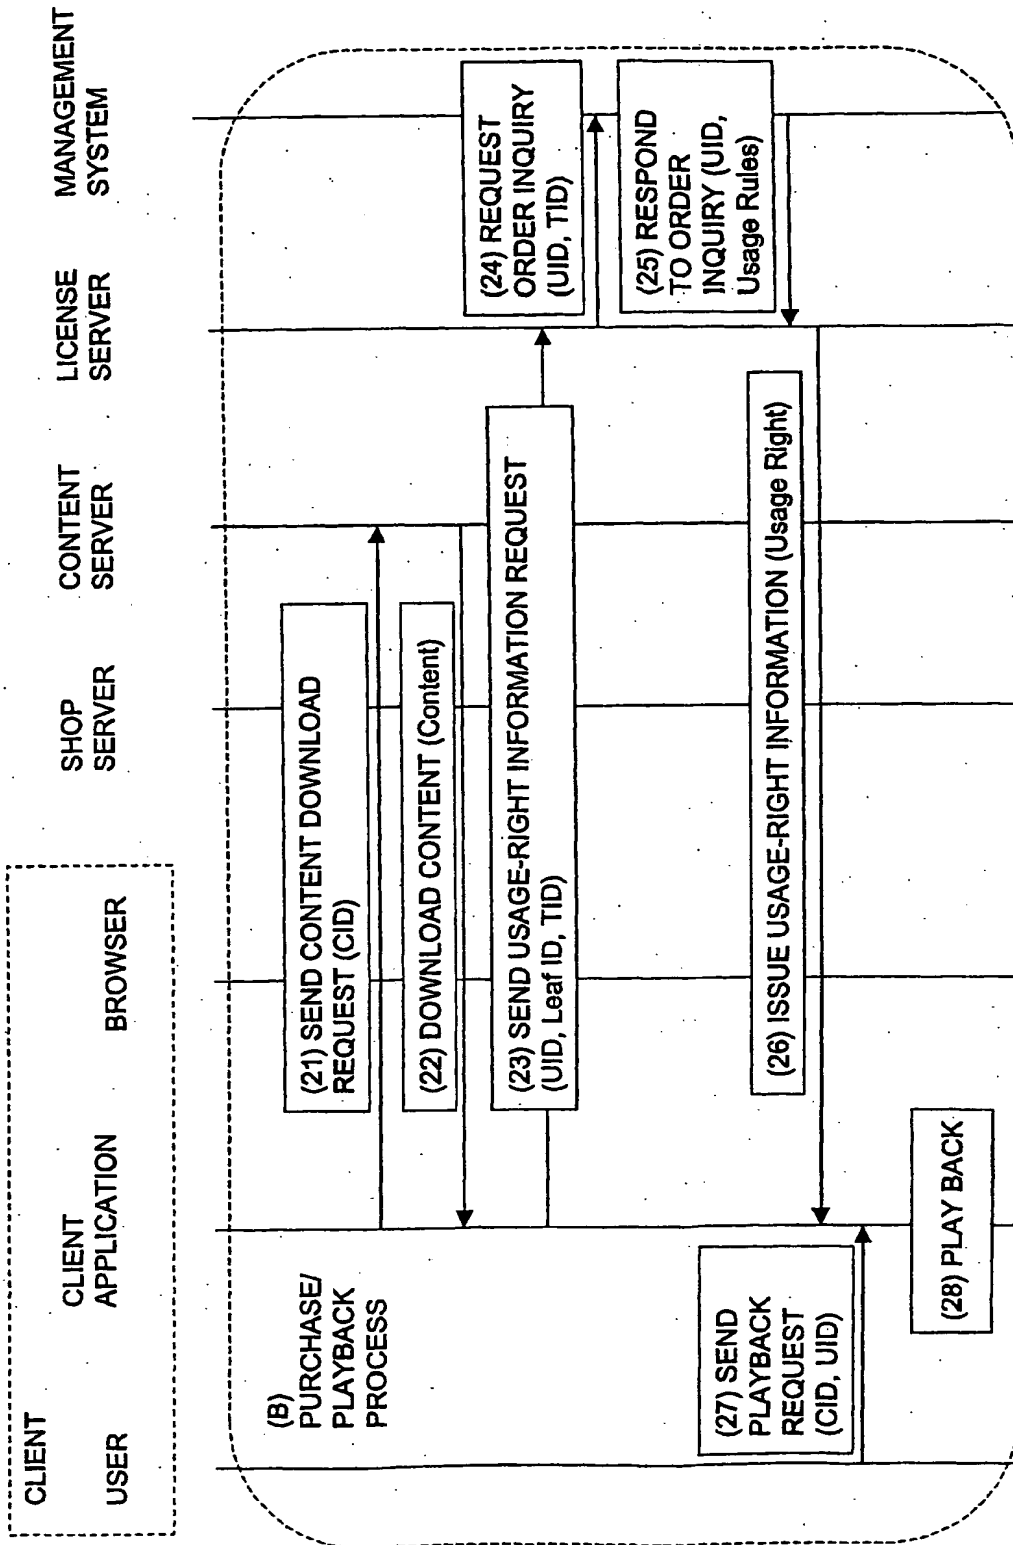 CLIENT
USER
CLIENT
APPLICATION
BROWSER
SHOP
SERVER
CONTENT
SERVER
LICENSE
SERVER
MANAGEMENT
SYSTEM
(B)
PURCHASE/
PLAYBACK
PROCESS
(21) SEND CONTENT DOWNLOAD
REQUEST (CID)
(22) DOWNLOAD CONTENT (Content)
(23) SEND USAGE-RIGHT INFORMATION REQUEST
(UID, Leaf ID, TID)
(24) REQUEST
ORDER INQUIRY
(UID, TID)
(25) RESPOND
TO ORDER
INQUIRY (UID,
Usage Rules)
(26) ISSUE USAGE-RIGHT INFORMATION (Usage Right)
(27) SEND
PLAYBACK
REQUEST
(CID, UID)
(28) PLAY BACK